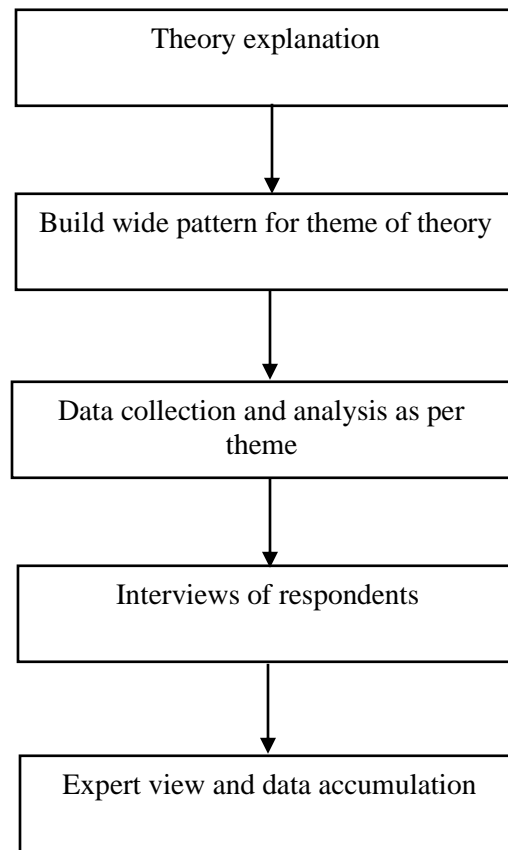 Theory explanation
Build wide pattern for theme of theory
Data collection and analysis as per
theme
Interviews of respondents
Expert view and data accumulation